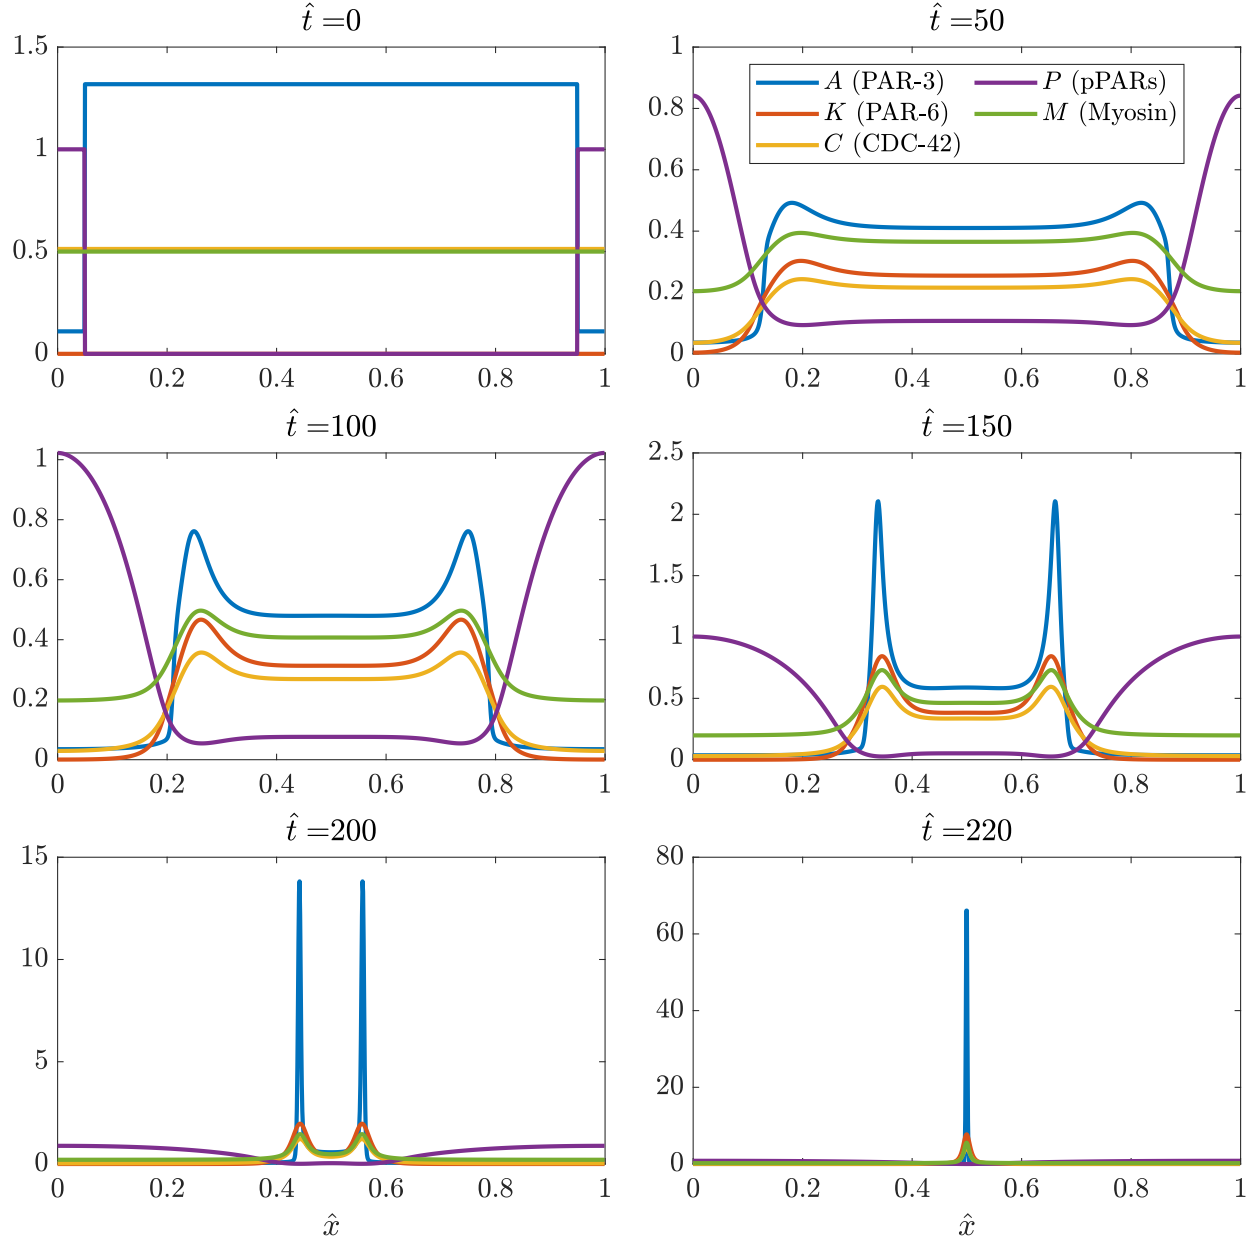 t̂ =0
1.5
1
0.5
0
0 0.2 0.4 0.6 0.8 1
t̂ =50
1
0.8
0.6
0.4
0.2
0
A (PAR-3)
K (PAR-6)
C (CDC-42)
P (pPARs)
M (Myosin)
0 0.2 0.4 0.6 0.8 1
t̂ =100
1
0.8
0.6
0.4
0.2
0
0 0.2 0.4 0.6 0.8 1
t̂ =150
2.5
2
1.5
1
0.5
0
0 0.2 0.4 0.6 0.8 1
t̂ =200
15
10
5
0
0 0.2 0.4 0.6 0.8 1
x̂
t̂ =220
80
60
40
20
0
0 0.2 0.4 0.6 0.8 1
x̂